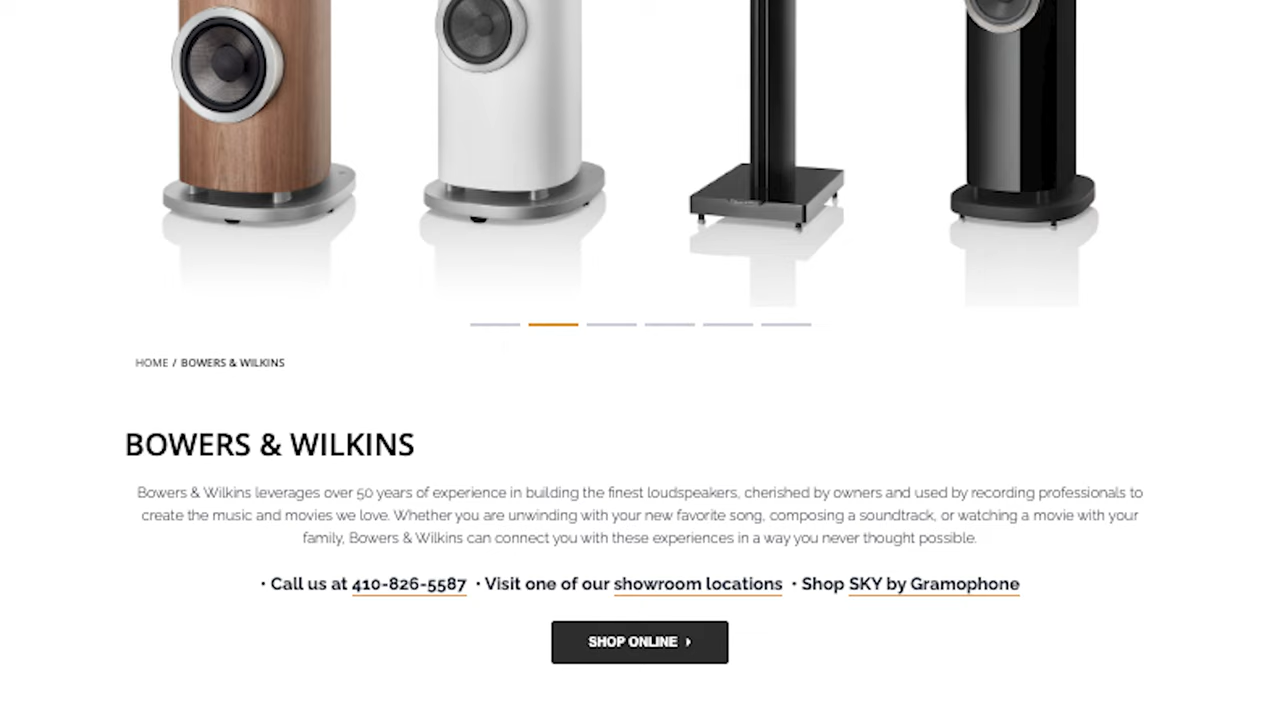 HOME / BOWERS & WILKINS
BOWERS & WILKINS
Bowers & Wilkins leverages over 50 years of experience in building the finest loudspeakers, cherished by owners and used by recording professionals to
create the music and movies we love. Whether you are unwinding with your new favorite song, composing a soundtrack, or watching a movie with your
family, Bowers & Wilkins can connect you with these experiences in a way you never thought possible.
• Call us at 410-826-5587 • Visit one of our showroom locations • Shop SKY by Gramophone
SHOP ONLINE